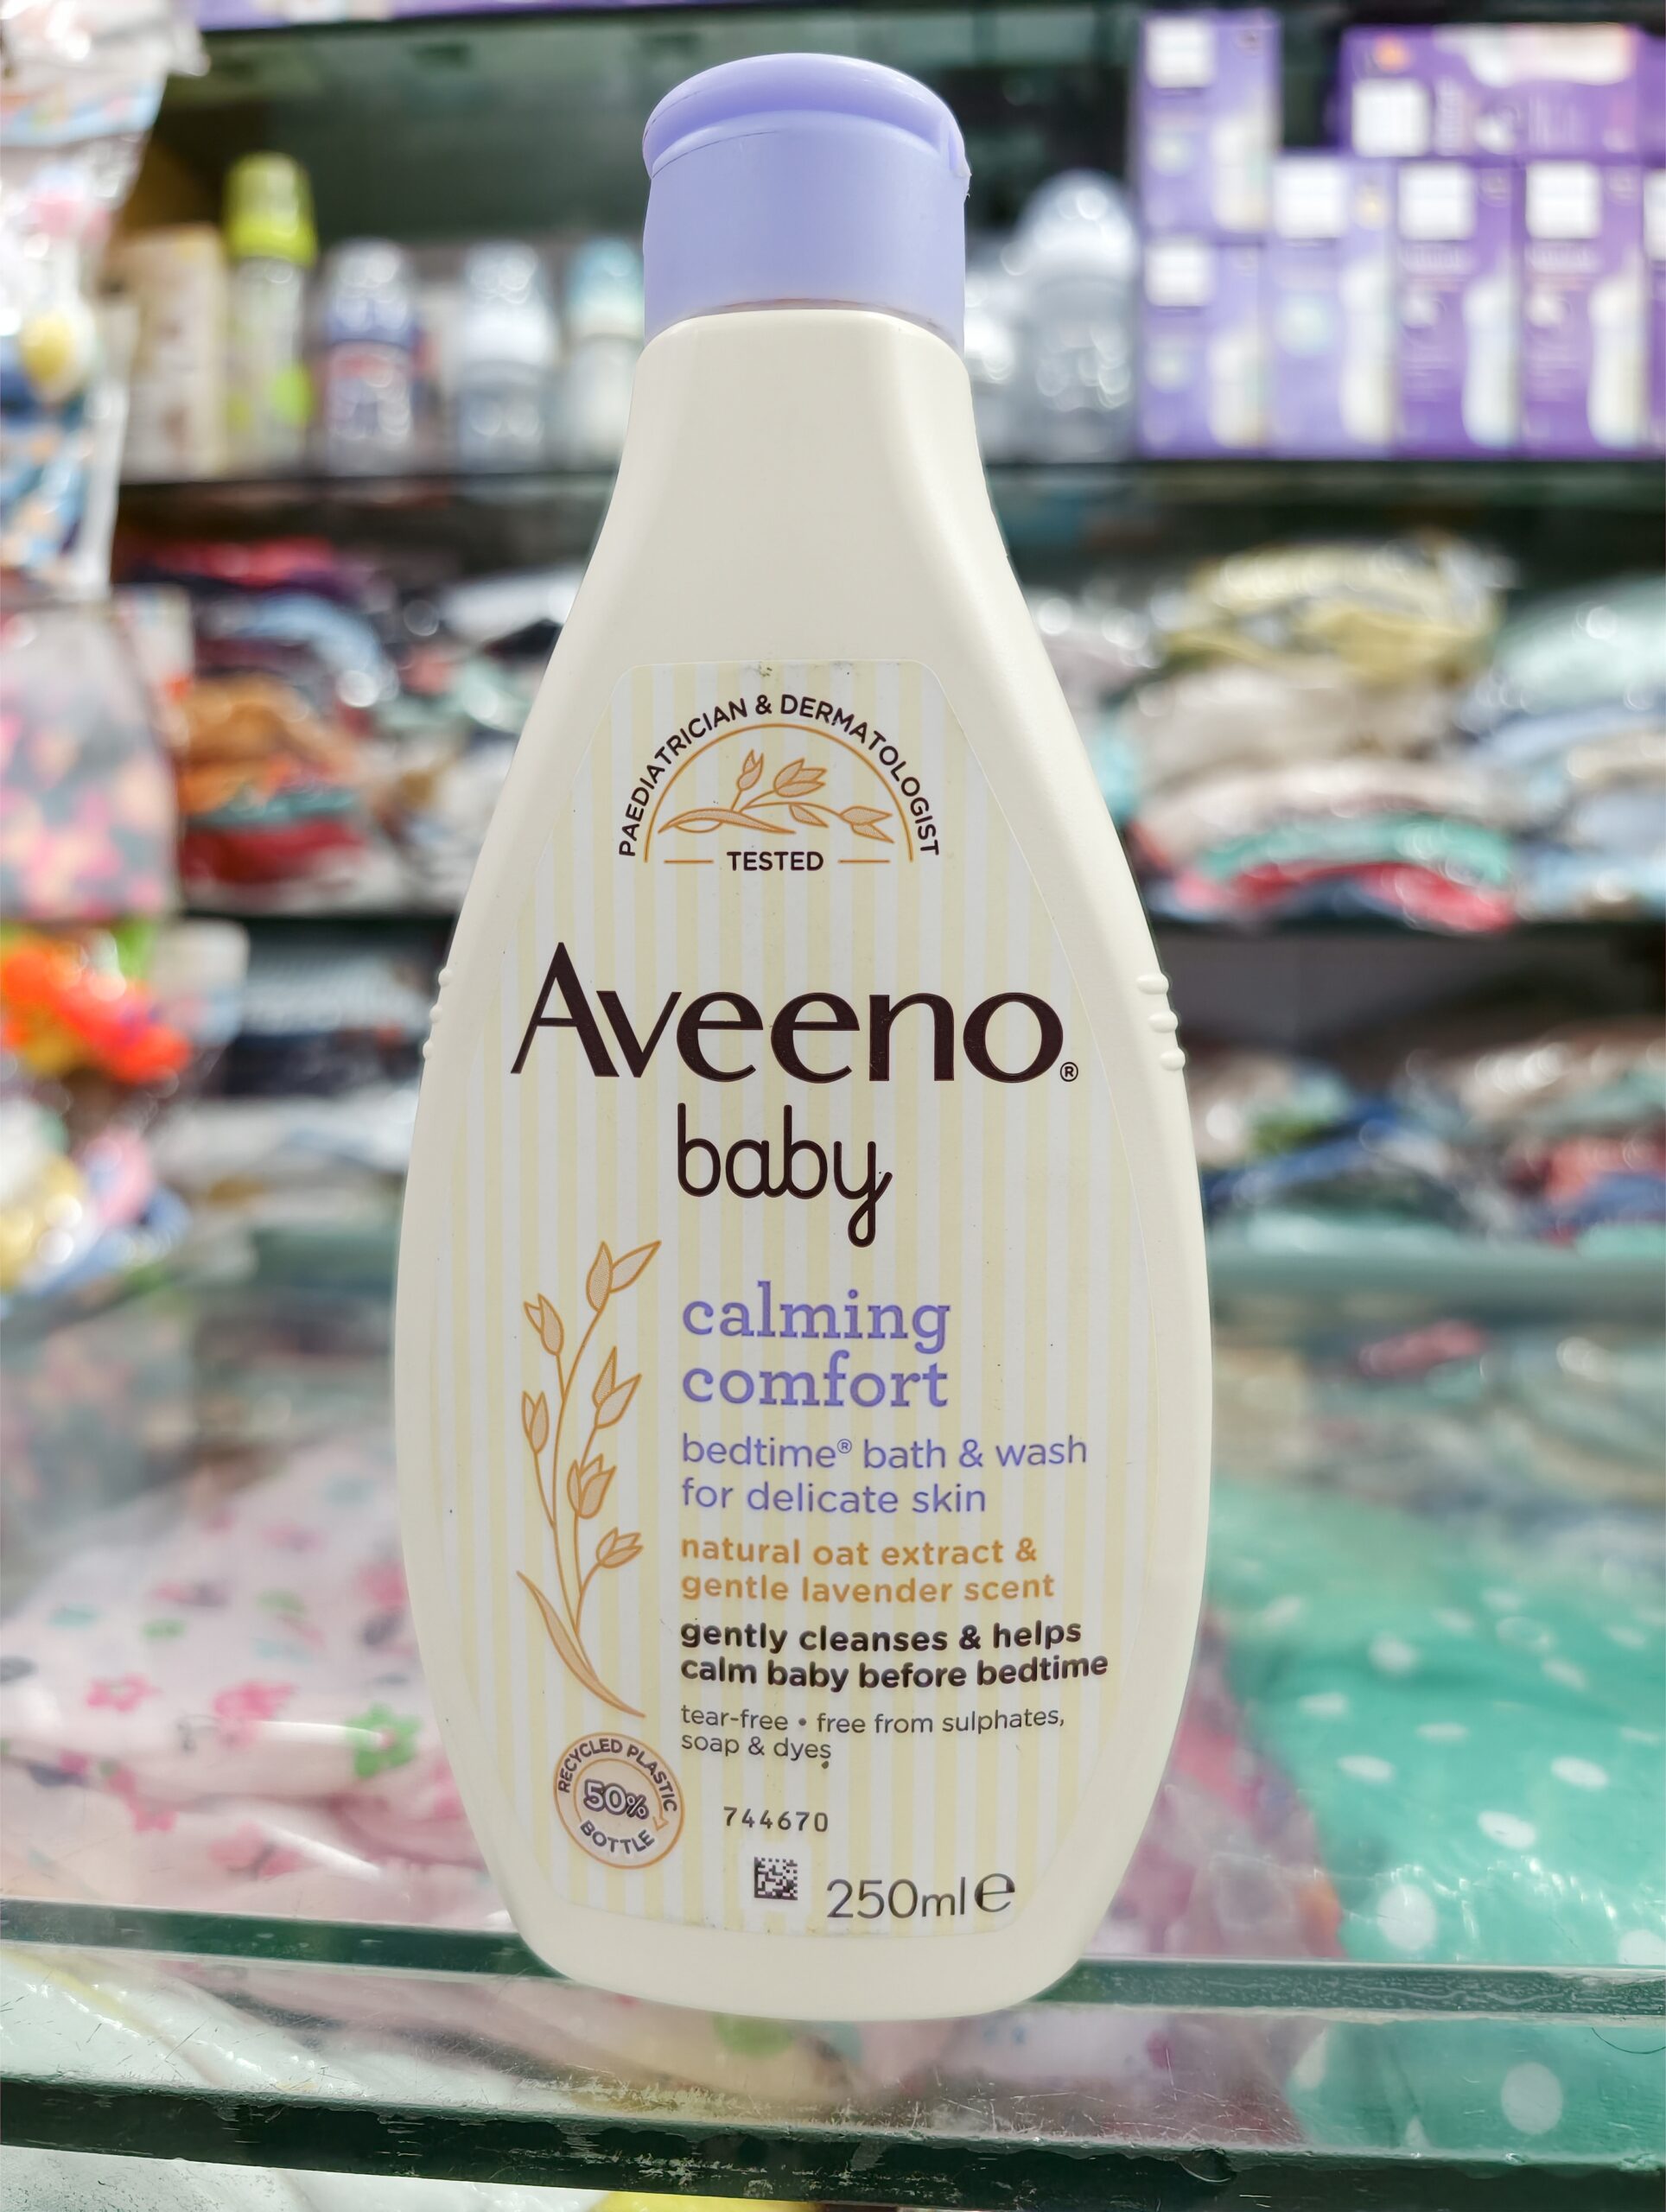 PAEDIATRICIAN & DERMATOLOGIST
TESTED
Aveeno®
baby
calming
comfort
bedtime® bath & wash
for delicate skin
natural oat extract &
gentle lavender scent
gently cleanses & helps
calm baby before bedtime
tear-free • free from sulphates,
soap & dyes
RECYCLED PLASTIC
50%
BOTTLE
744670
250ml e